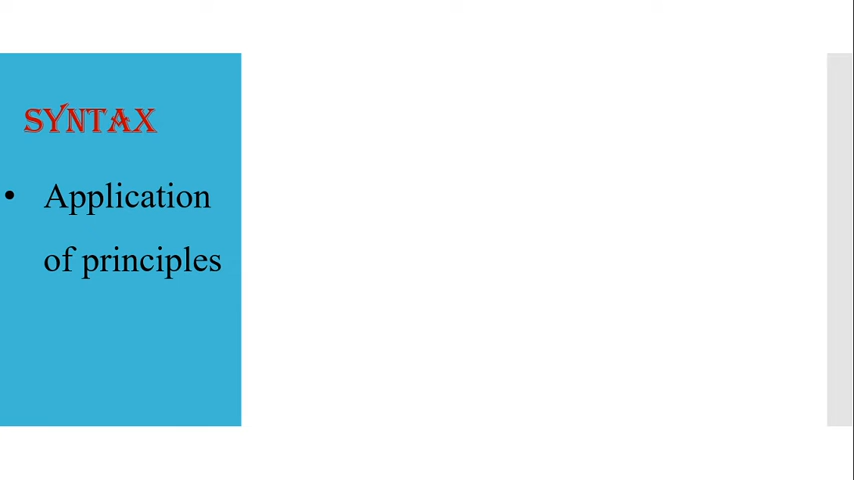 SYNTAX
• Application
of principles